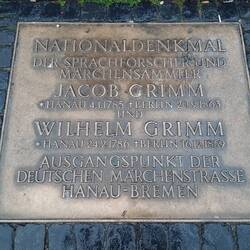 NATIONALDENKMAL
DER SPRACHFORSCHER UND
MÄRCHENSAMMLER
JACOB GRIMM
• HANAU 4.1.1785 • BERLIN 20.9.1863
UND
WILHELM GRIMM
• HANAU 24.2.1786 • BERLIN 16.12.1859
AUSGANGSPUNKT DER
DEUTSCHEN MÄRCHENSTRASSE
HANAU-BREMEN